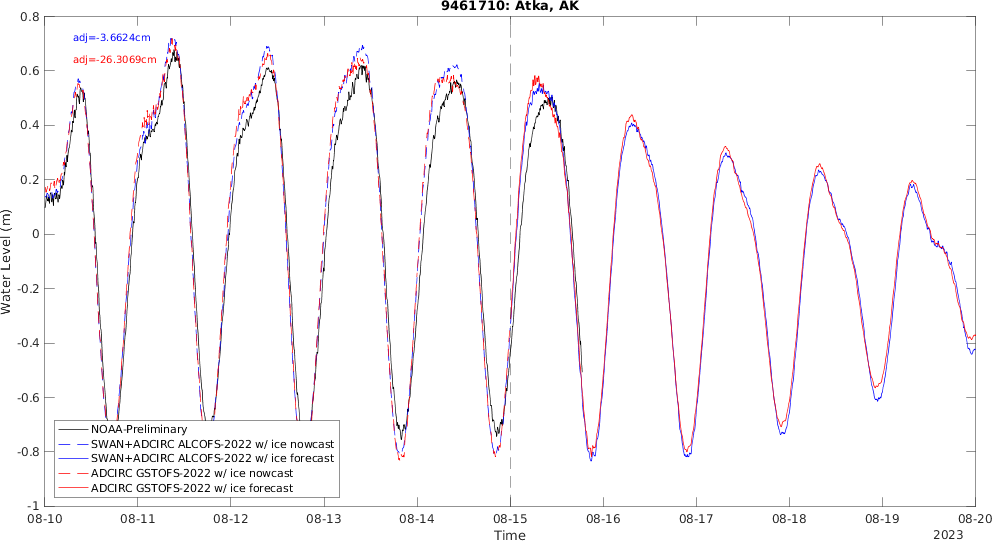 9461710: Atka, AK
adj=-3.6624cm
adj=-26.3069cm
0.8
0.6
0.4
0.2
0
-0.2
-0.4
-0.6
-0.8
-1
Water Level (m)
NOAA-Preliminary
SWAN+ADCIRC ALCOFS-2022 w/ ice nowcast
SWAN+ADCIRC ALCOFS-2022 w/ ice forecast
ADCIRC GSTOFS-2022 w/ ice nowcast
ADCIRC GSTOFS-2022 w/ ice forecast
08-10 08-11 08-12 08-13 08-14 08-15 08-16 08-17 08-18 08-19 08-20
Time
2023